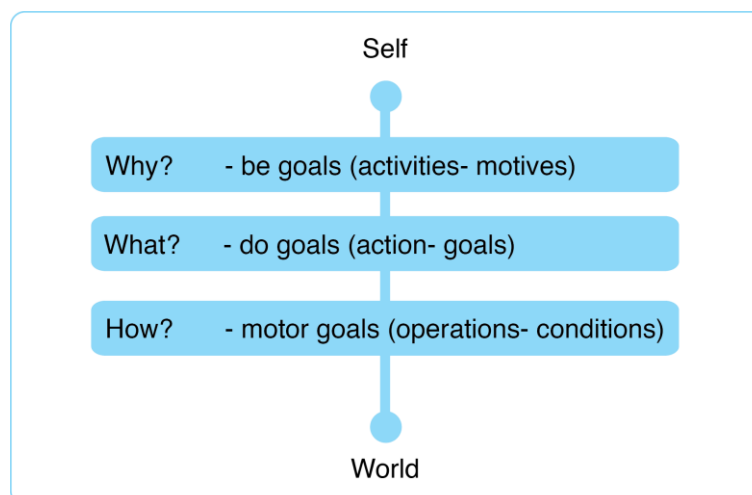 Self
Why? - be goals (activities- motives)
What? - do goals (action- goals)
How? - motor goals (operations- conditions)
World